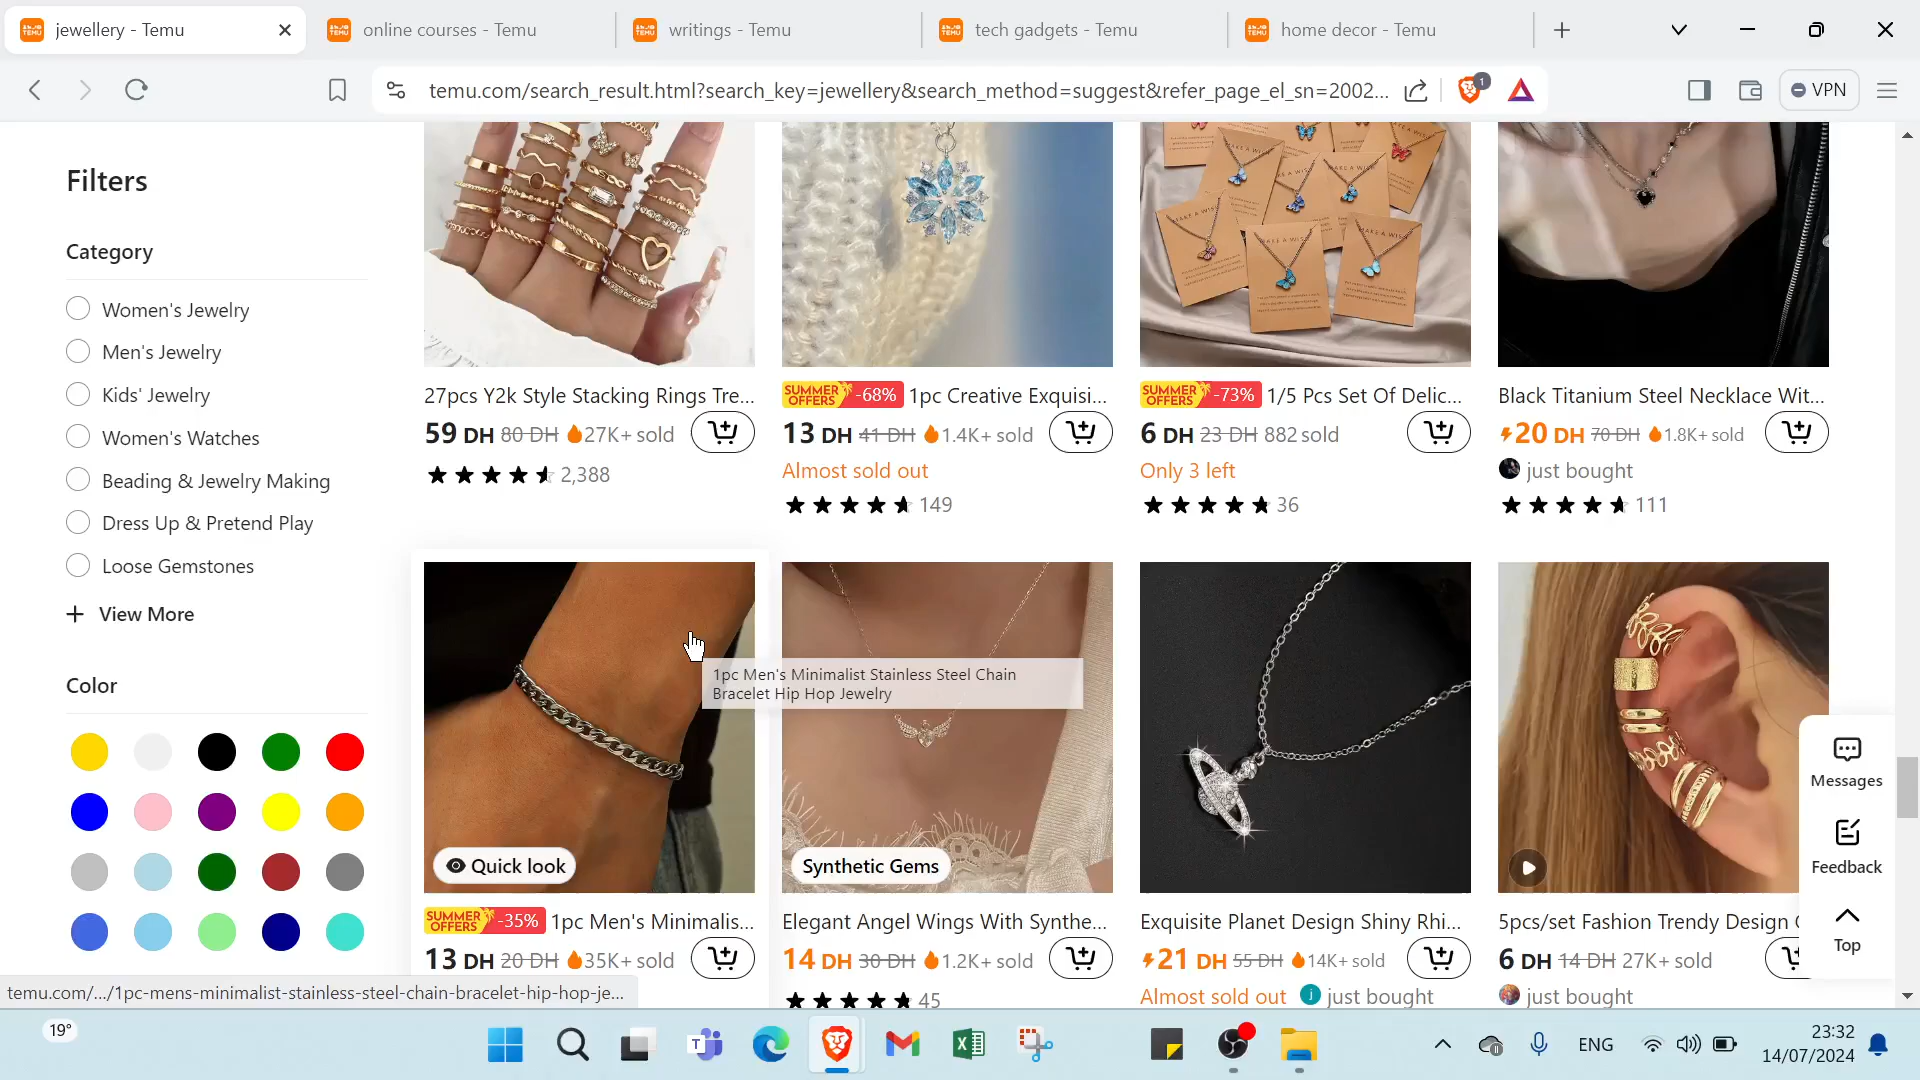 jewellery - Temu
online courses - Temu
writings - Temu
tech gadgets - Temu
home decor - Temu
temu.com/search_result.html?search_key=jewellery&search_method=suggest&refer_page_el_sn=2002...
1
VPN
Filters
Category
Women's Jewelry
Men's Jewelry
Kids' Jewelry
Women's Watches
Beading & Jewelry Making
Dress Up & Pretend Play
Loose Gemstones
View More
Color
27pcs Y2k Style Stacking Rings Tre...
59 DH 80 DH 27K+ sold
2,388
SUMMER OFFERS -68% 1pc Creative Exquisi...
13 DH 41 DH 1.4K+ sold
Almost sold out
149
MAKE A WISH
MAKE A WISH
MAKE A WISH
SUMMER OFFERS -73% 1/5 Pcs Set Of Delic...
6 DH 23 DH 882 sold
Only 3 left
36
Black Titanium Steel Necklace Wit...
20 DH 70 DH 1.8K+ sold
just bought
111
1pc Men's Minimalist Stainless Steel Chain
Bracelet Hip Hop Jewelry
Quick look
SUMMER OFFERS -35% 1pc Men's Minimalis...
13 DH 20 DH 35K+ sold
Synthetic Gems
Elegant Angel Wings With Synthe...
14 DH 30 DH 1.2K+ sold
45
Exquisite Planet Design Shiny Rhi...
21 DH 55 DH 14K+ sold
Almost sold out just bought
5pcs/set Fashion Trendy Design
6 DH 14 DH 27K+ sold
just bought
Messages
Feedback
Top
temu.com/.../1pc-mens-minimalist-stainless-steel-chain-bracelet-hip-hop-je...
19°
ENG
23:32
14/07/2024